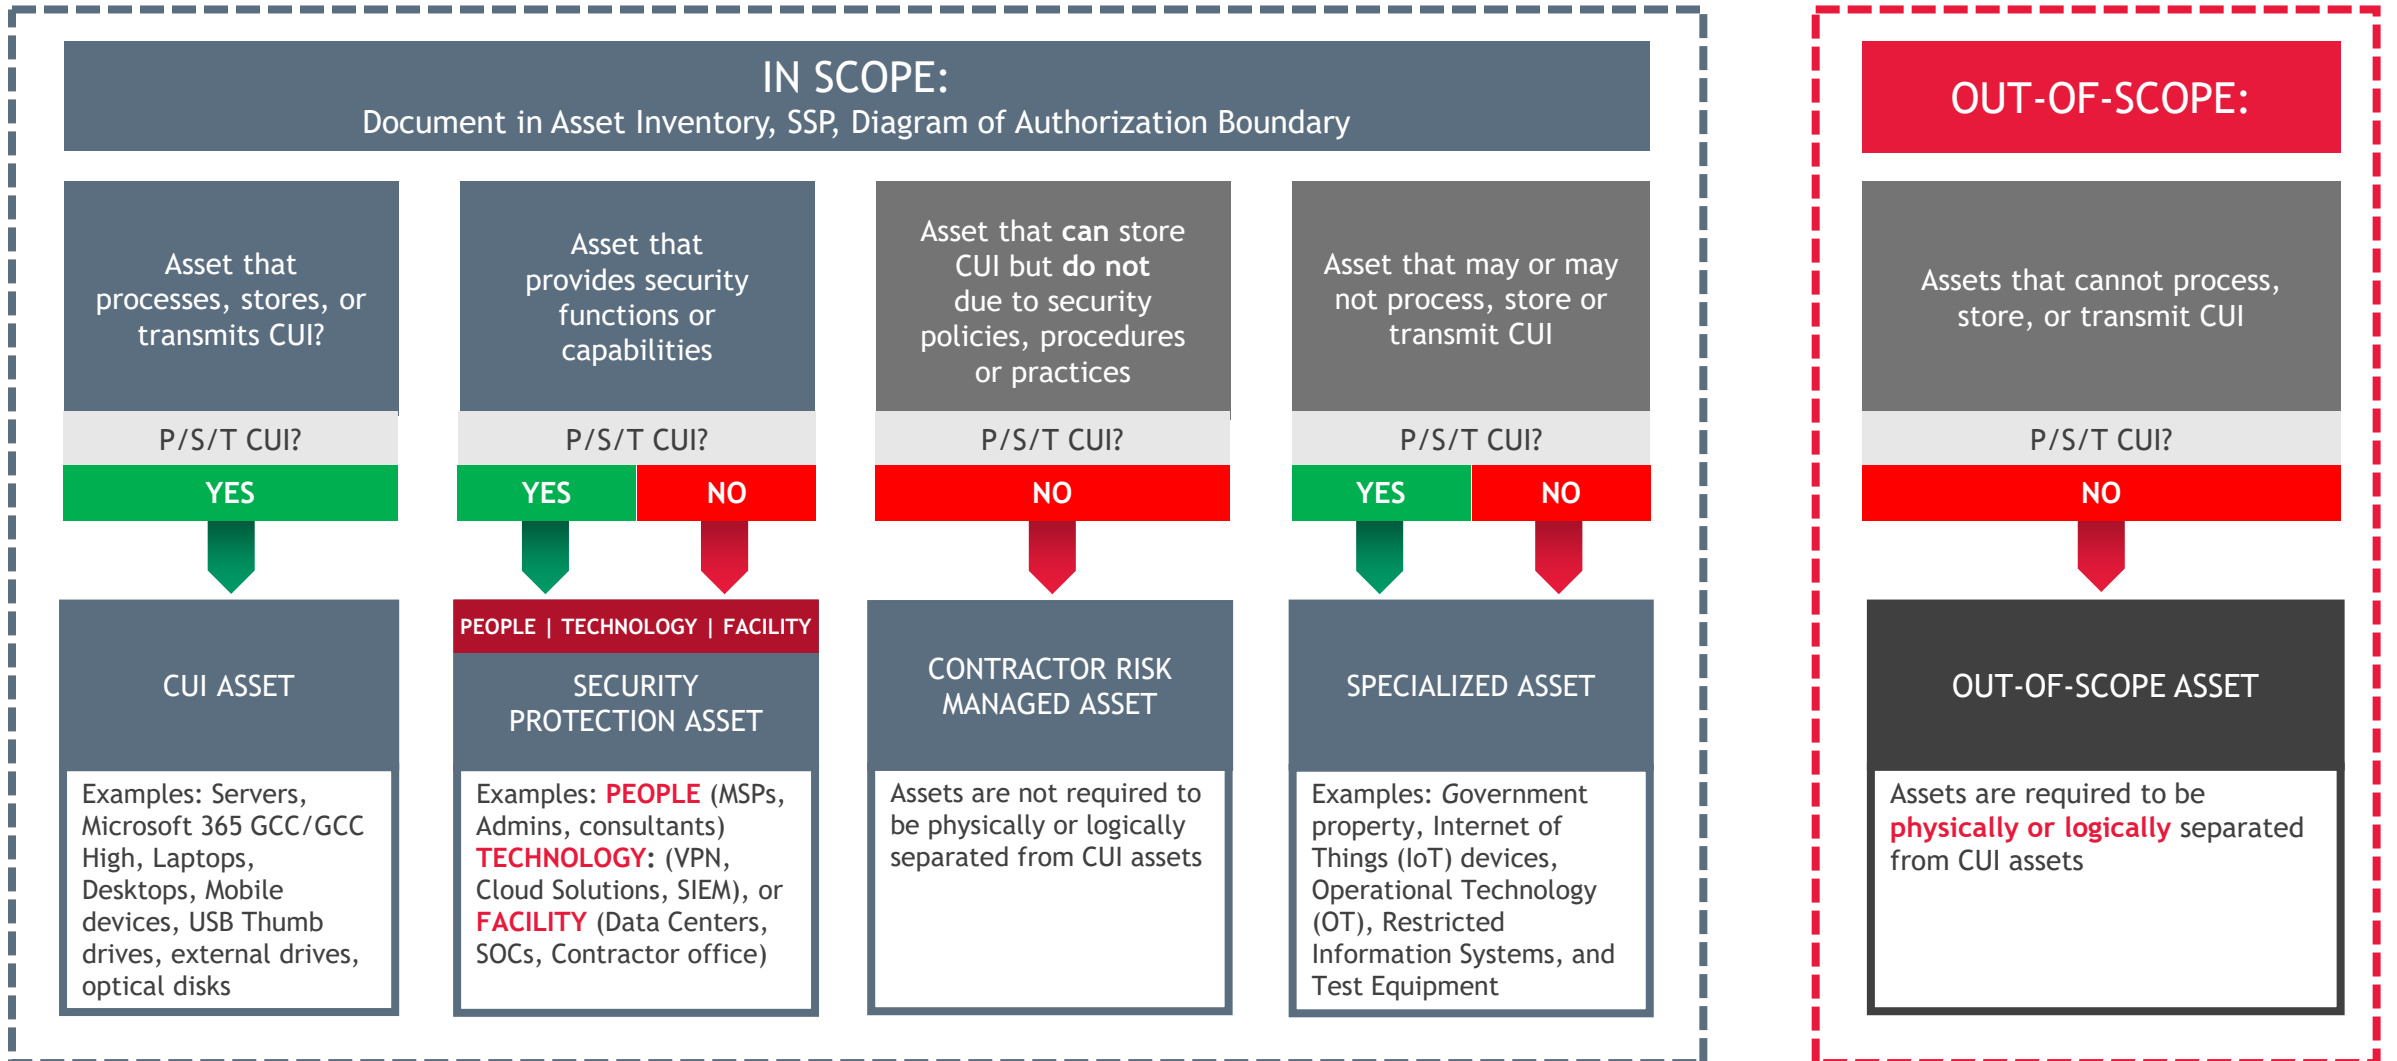 IN SCOPE:
Document in Asset Inventory, SSP, Diagram of Authorization Boundary
Asset that
processes, stores, or
transmits CUI?
P/S/T CUI?
YES
CUI ASSET
Examples: Servers,
Microsoft 365 GCC/GCC
High, Laptops,
Desktops, Mobile
devices, USB Thumb
drives, external drives,
optical disks
Asset that
provides security
functions or
capabilities
P/S/T CUI?
YES
NO
PEOPLE | TECHNOLOGY | FACILITY
SECURITY
PROTECTION ASSET
Examples: PEOPLE (MSPs,
Admins, consultants)
TECHNOLOGY: (VPN,
Cloud Solutions, SIEM), or
FACILITY (Data Centers,
SOCs, Contractor office)
Asset that can store
CUI but do not
due to security
policies, procedures
or practices
P/S/T CUI?
NO
CONTRACTOR RISK
MANAGED ASSET
Assets are not required to
be physically or logically
separated from CUI assets
Asset that may or may
not process, store or
transmit CUI
P/S/T CUI?
YES
NO
SPECIALIZED ASSET
Examples: Government
property, Internet of
Things (IoT) devices,
Operational Technology
(OT), Restricted
Information Systems, and
Test Equipment
OUT-OF-SCOPE:
Assets that cannot process,
store, or transmit CUI
P/S/T CUI?
NO
OUT-OF-SCOPE ASSET
Assets are required to be
physically or logically separated
from CUI assets